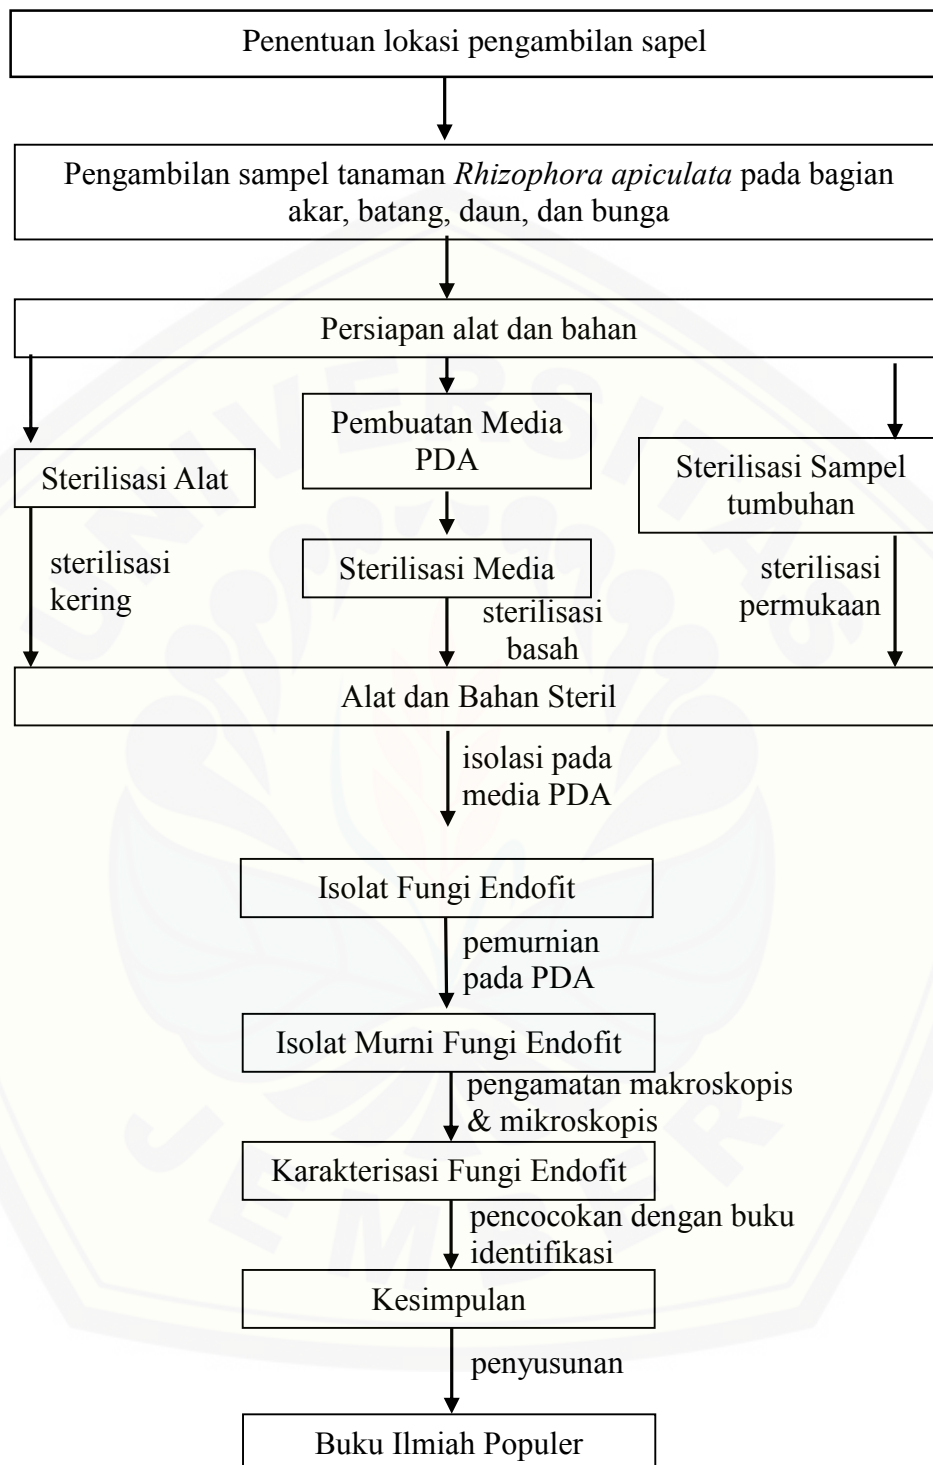 Penentuan lokasi pengambilan sapel
Pengambilan sampel tanaman Rhizophora apiculata pada bagian
akar, batang, daun, dan bunga
Persiapan alat dan bahan
Sterilisasi Alat
Pembuatan Media
PDA
Sterilisasi Sampel
tumbuhan
Sterilisasi Media
sterilisasi
kering
sterilisasi
basah
sterilisasi
permukaan
Alat dan Bahan Steril
isolasi pada
media PDA
Isolat Fungi Endofit
pemurnian
pada PDA
Isolat Murni Fungi Endofit
pengamatan makroskopis
& mikroskopis
Karakterisasi Fungi Endofit
pencocokan dengan buku
identifikasi
Kesimpulan
penyusunan
Buku Ilmiah Populer
UNIVERSITAS
JEMBER